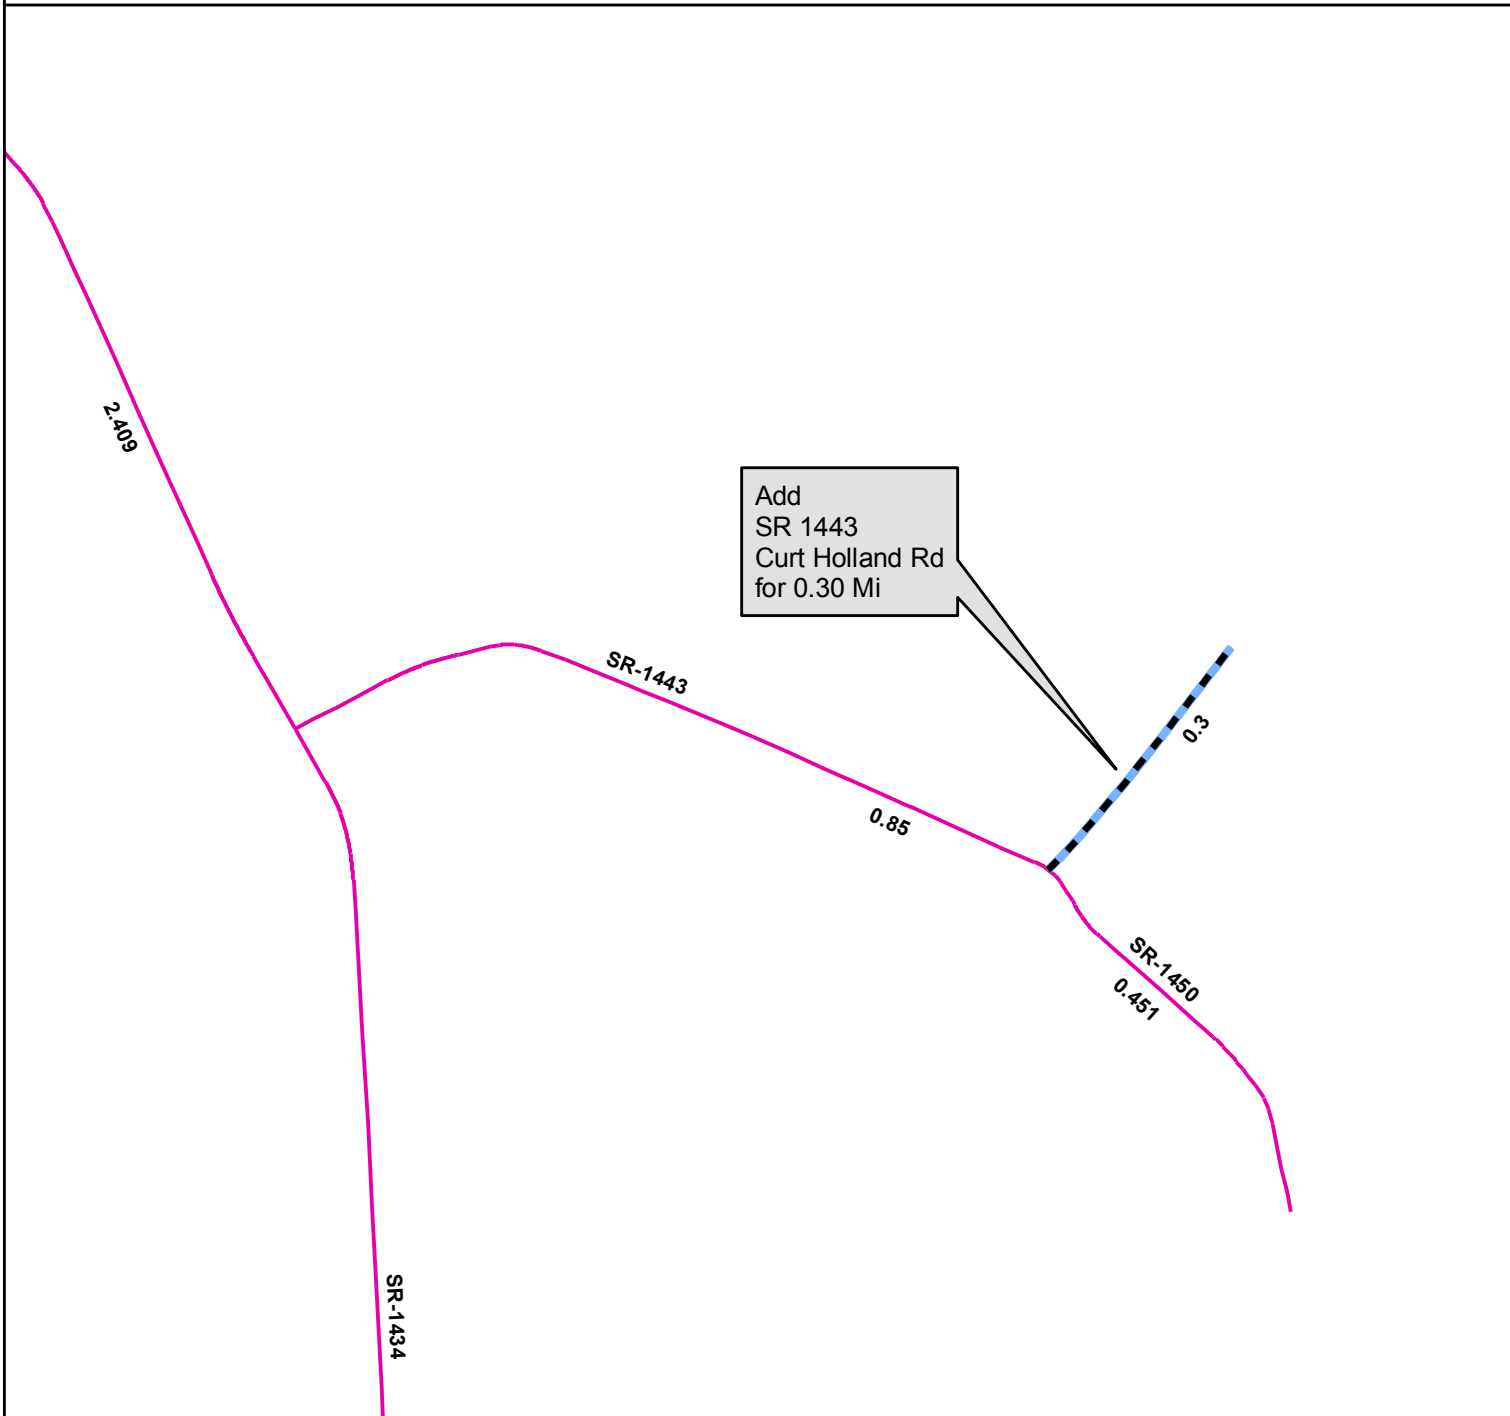 2.409
Add
SR 1443
Curt Holland Rd
for 0.30 Mi
SR-1443
0.3
0.85
SR-1450
0.451
SR-1434